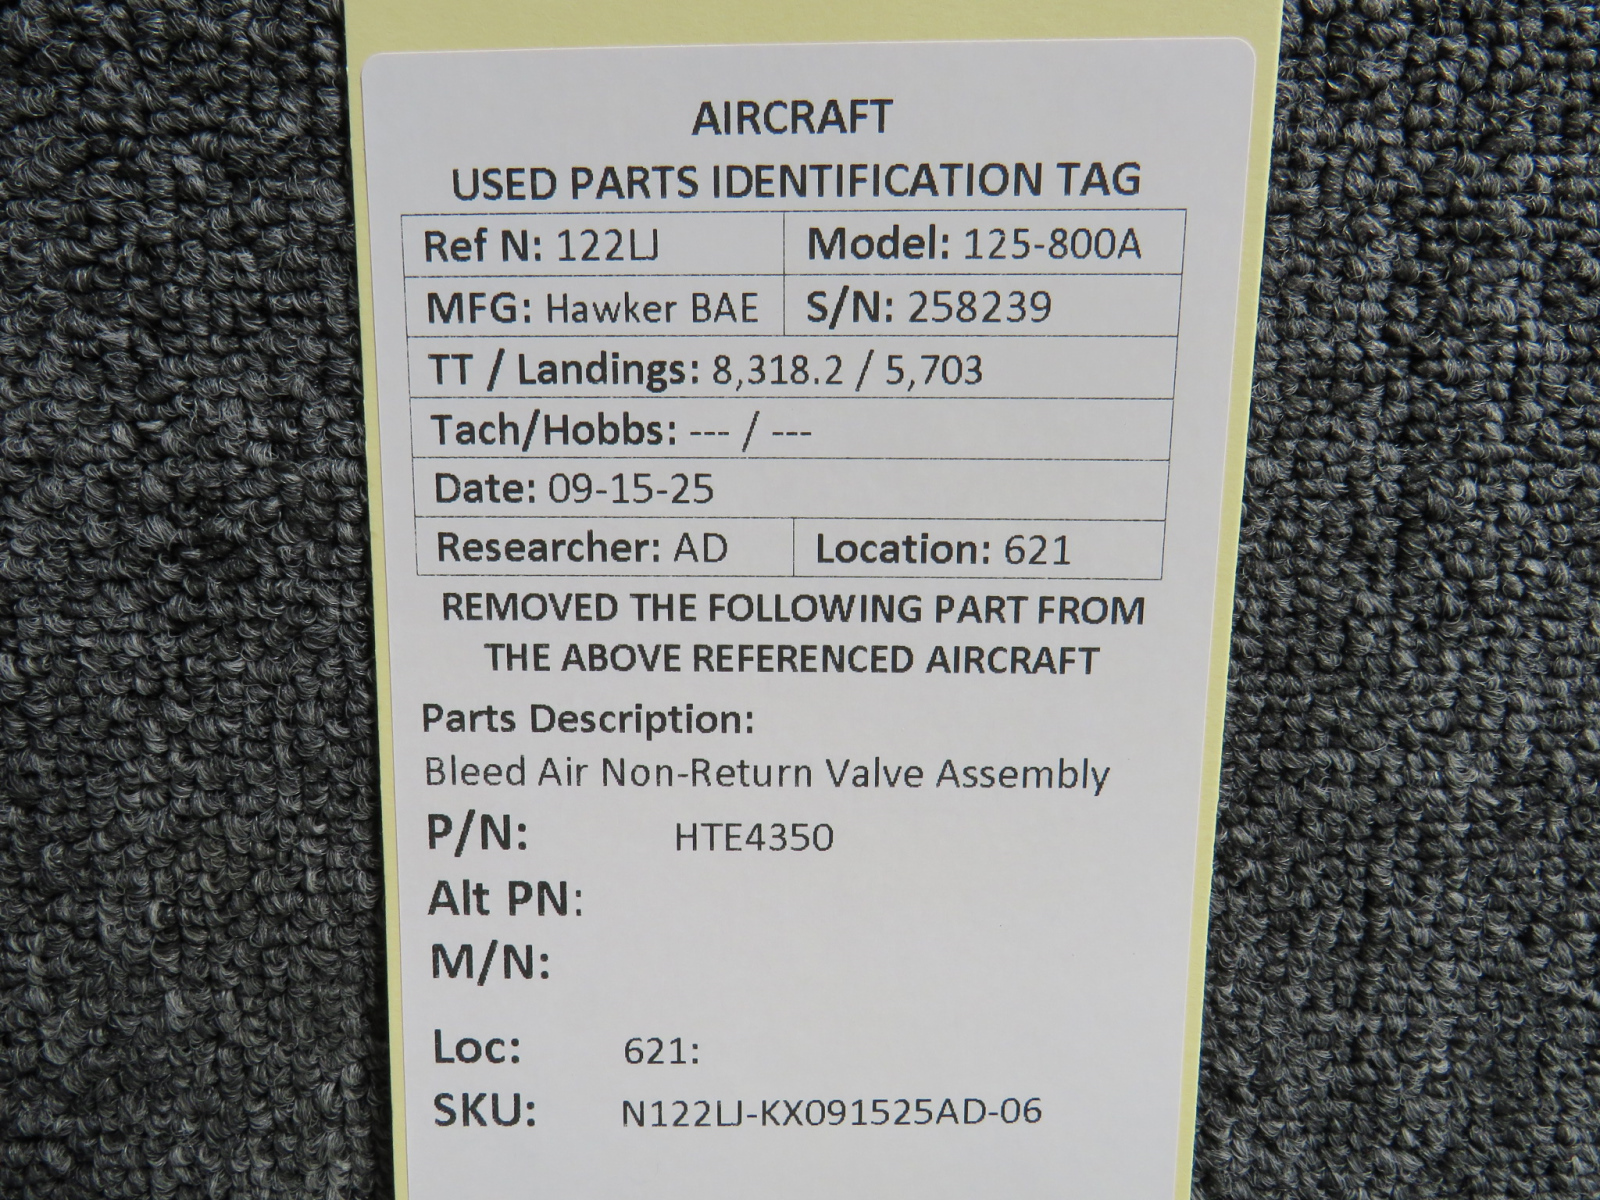 AIRCRAFT
USED PARTS IDENTIFICATION TAG
Ref N: 122LJ Model: 125-800A
MFG: Hawker BAE S/N: 258239
TT / Landings: 8,318.2 / 5,703
Tach/Hobbs: --- / ---
Date: 09-15-25
Researcher: AD Location: 621
REMOVED THE FOLLOWING PART FROM
THE ABOVE REFERENCED AIRCRAFT
Parts Description:
Bleed Air Non-Return Valve Assembly
P/N: HTE4350
Alt PN:
M/N:
Loc: 621:
SKU: N122LJ-KX091525AD-06